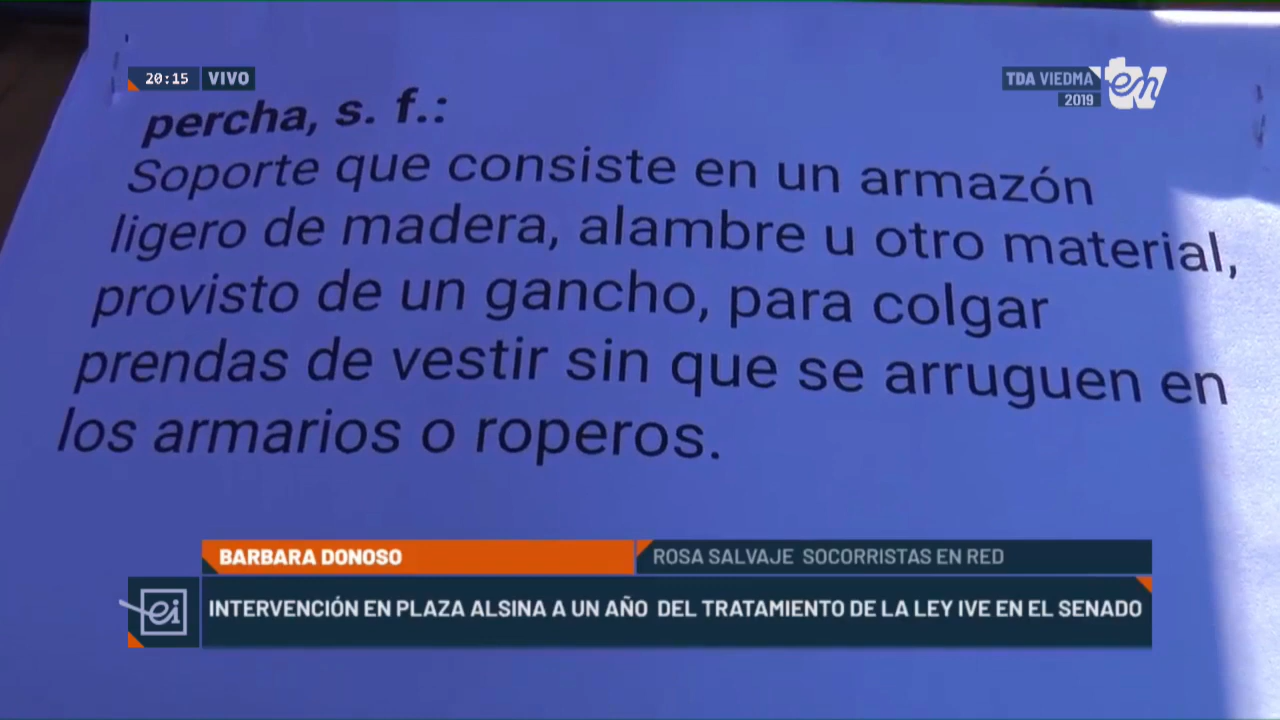 20:15 VIVO
TDA VIEDMA
2019
en tv
percha, s. f.:
Soporte que consiste en un armazón
ligero de madera, alambre u otro material,
provisto de un gancho, para colgar
prendas de vestir sin que se arruguen en
los armarios o roperos.
BARBARA DONOSO
ROSA SALVAJE SOCORRISTAS EN RED
ei
INTERVENCIÓN EN PLAZA ALSINA A UN AÑO DEL TRATAMIENTO DE LA LEY IVE EN EL SENADO